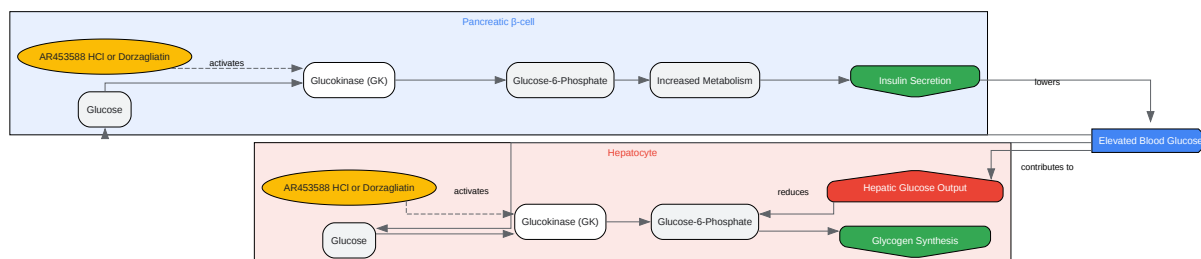 Pancreatic β-cell
AR453588 HCl or Dorzagliatin
activates
Glucokinase (GK)
Glucose-6-Phosphate
Increased Metabolism
Insulin Secretion
lowers
Glucose
Elevated Blood Glucose
Hepatocyte
contributes to
AR453588 HCl or Dorzagliatin
activates
reduces
Hepatic Glucose Output
Glucokinase (GK)
Glucose-6-Phosphate
Glucose
Glycogen Synthesis